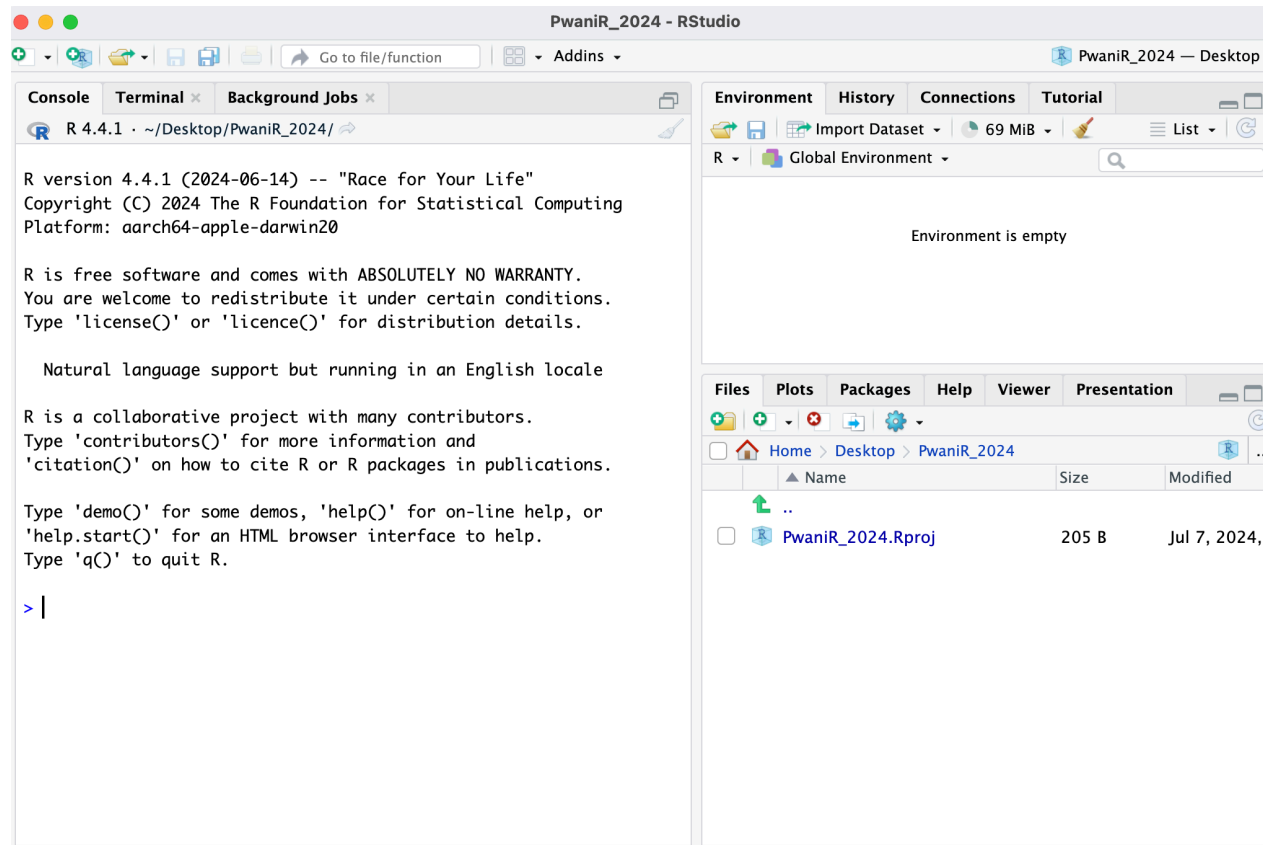 PwaniR_2024 - RStudio
Go to file/function
Addins
PwaniR_2024 — Desktop
Console Terminal Background Jobs
R 4.4.1 · ~/Desktop/PwaniR_2024/
R version 4.4.1 (2024-06-14) -- "Race for Your Life"
Copyright (C) 2024 The R Foundation for Statistical Computing
Platform: aarch64-apple-darwin20
R is free software and comes with ABSOLUTELY NO WARRANTY.
You are welcome to redistribute it under certain conditions.
Type 'license()' or 'licence()' for distribution details.
Natural language support but running in an English locale
R is a collaborative project with many contributors.
Type 'contributors()' for more information and
'citation()' on how to cite R or R packages in publications.
Type 'demo()' for some demos, 'help()' for on-line help, or
'help.start()' for an HTML browser interface to help.
Type 'q()' to quit R.
>
Environment History Connections Tutorial
Import Dataset 69 MiB List
R Global Environment
Environment is empty
Files Plots Packages Help Viewer Presentation
Home Desktop PwaniR_2024
Name Size Modified
..
PwaniR_2024.Rproj 205 B Jul 7, 2024,